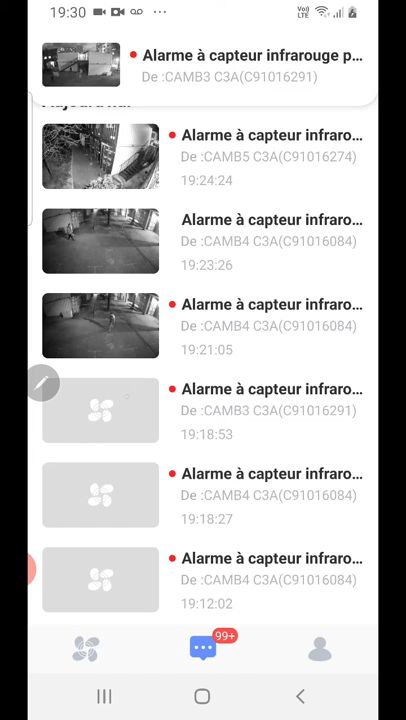 19:30
Vo) LTE
Alarme à capteur infrarouge p...
De :CAMB3 C3A(C91016291)
Alarme à capteur infraro...
De :CAMB5 C3A(C91016274)
19:24:24
Alarme à capteur infraro...
De :CAMB4 C3A(C91016084)
19:23:26
Alarme à capteur infraro...
De :CAMB4 C3A(C91016084)
19:21:05
Alarme à capteur infraro...
De :CAMB3 C3A(C91016291)
19:18:53
Alarme à capteur infraro...
De :CAMB4 C3A(C91016084)
19:18:27
Alarme à capteur infraro...
De :CAMB4 C3A(C91016084)
19:12:02
99+